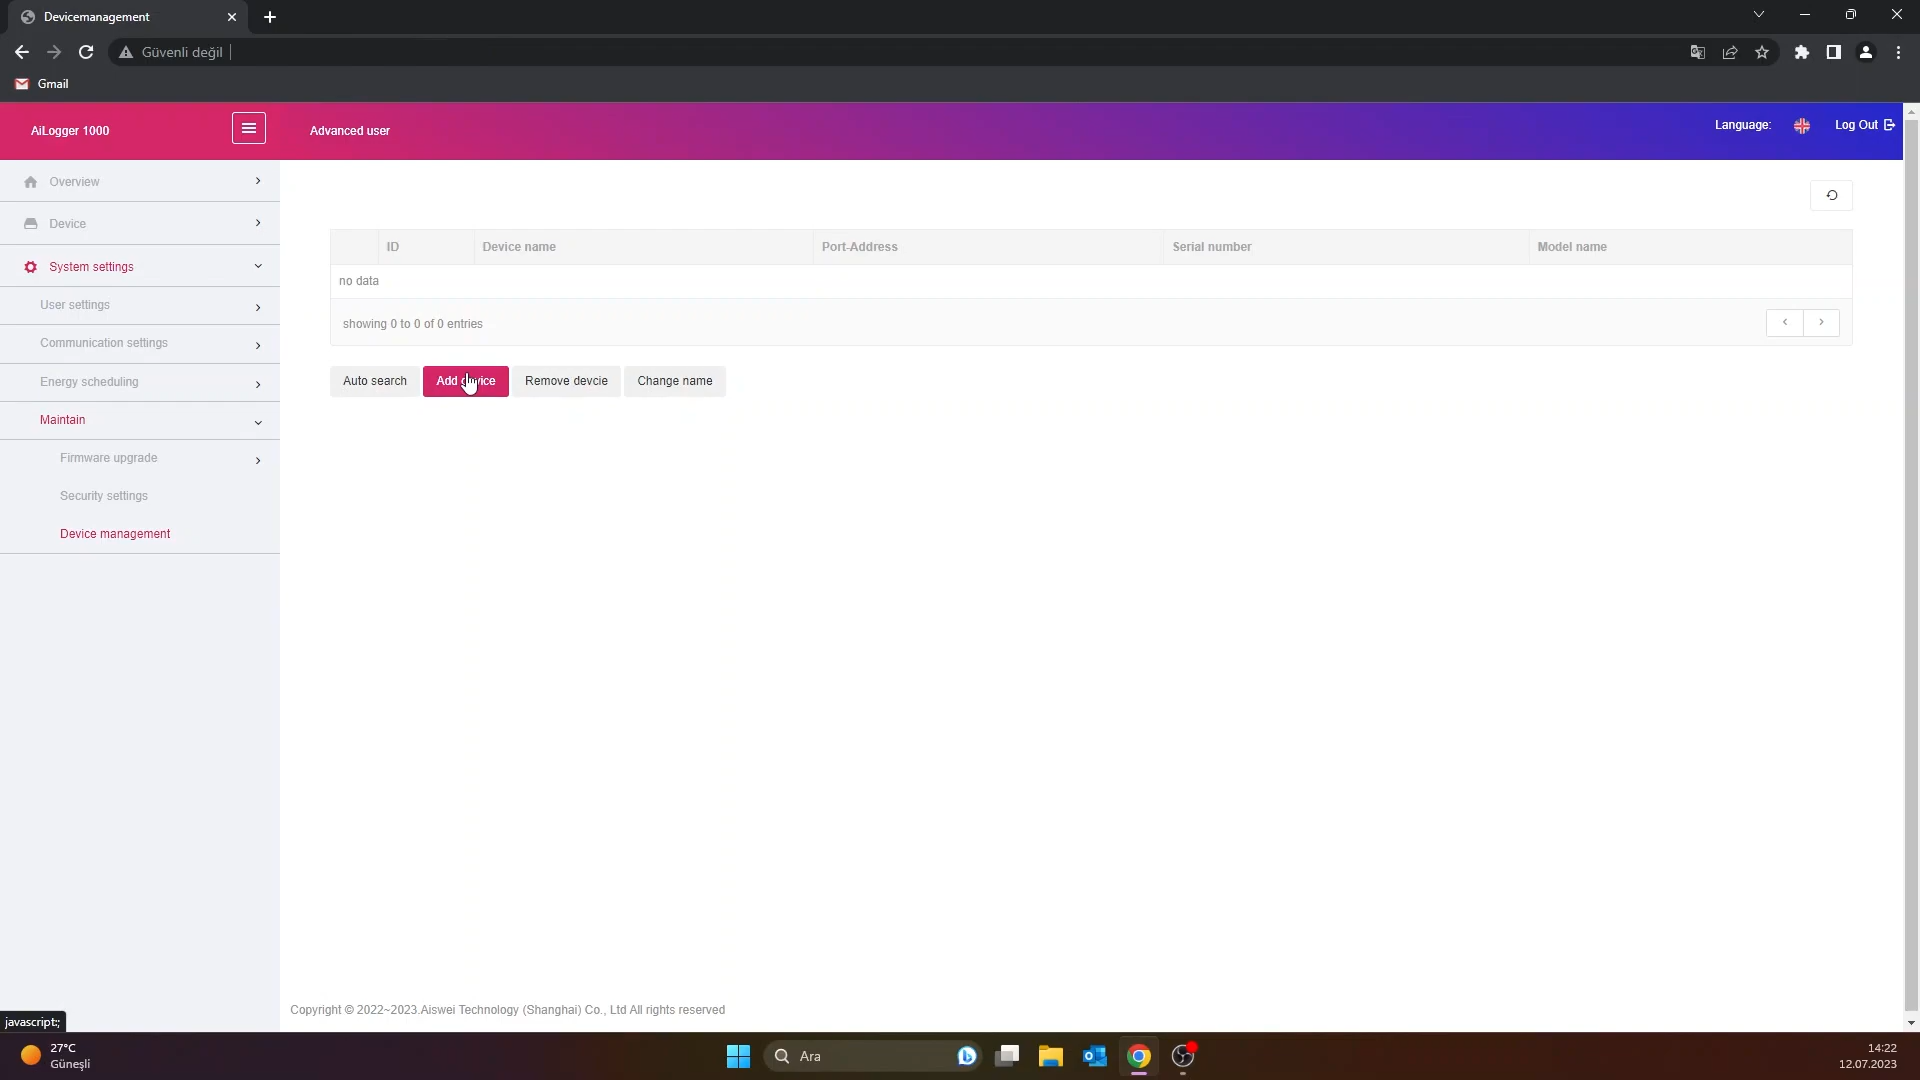 Devicemanagement
Güvenli değil
Gmail
AiLogger 1000
Advanced user
Language:
Log Out
Overview
Device
System settings
User settings
Communication settings
Energy scheduling
Maintain
Firmware upgrade
Security settings
Device management
ID
Device name
Port-Address
Serial number
Model name
no data
showing 0 to 0 of 0 entries
Auto search
Add device
Remove devcie
Change name
Copyright © 2022~2023.Aiswei Technology (Shanghai) Co., Ltd All rights reserved
javascript:;
27°C
Güneşli
Ara
14:22
12.07.2023